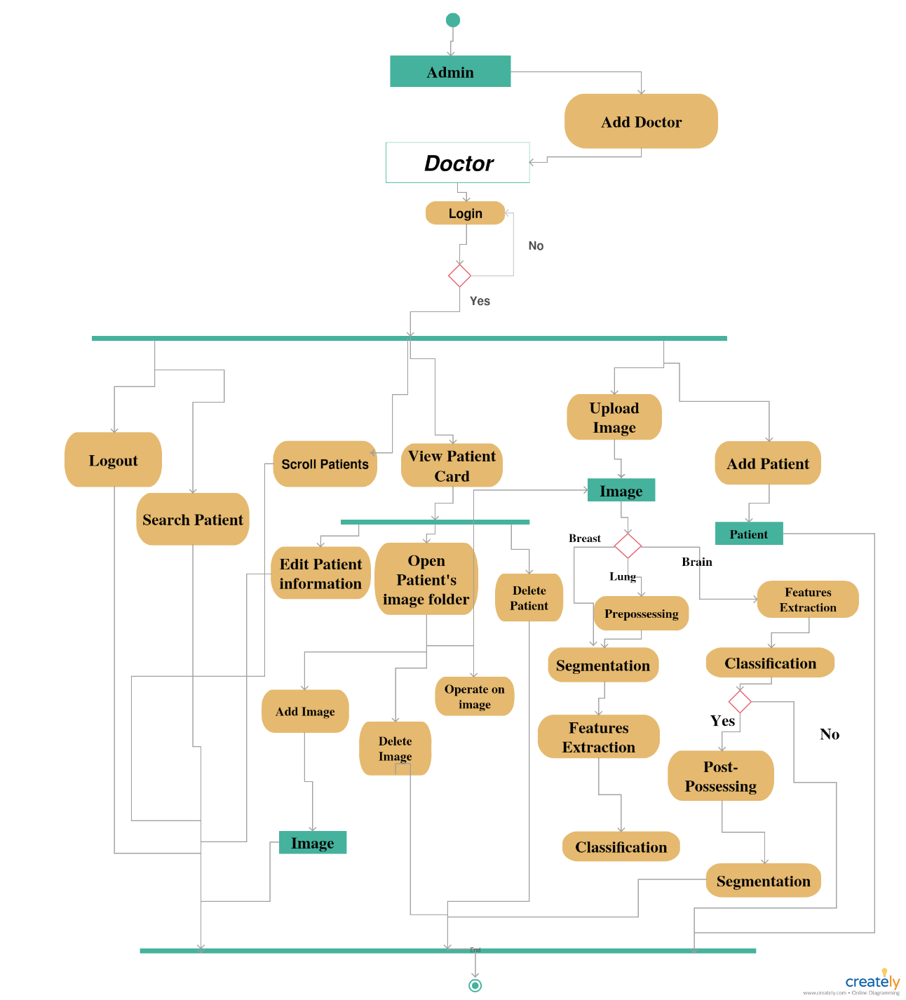 Admin
Add Doctor
Doctor
Login
No
Yes
Upload
Image
Logout
Scroll Patients
View Patient
Card
Add Patient
Image
Search Patient
Patient
Breast
Brain
Lung
Edit Patient
information
Open
Patient's
image folder
Delete
Patient
Features
Extraction
Prepossessing
Segmentation
Classification
Operate on
image
Add Image
Yes
No
Features
Extraction
Delete
Image
Post-
Possessing
Image
Classification
Segmentation
End
creately
www.creately.com • Online Diagramming